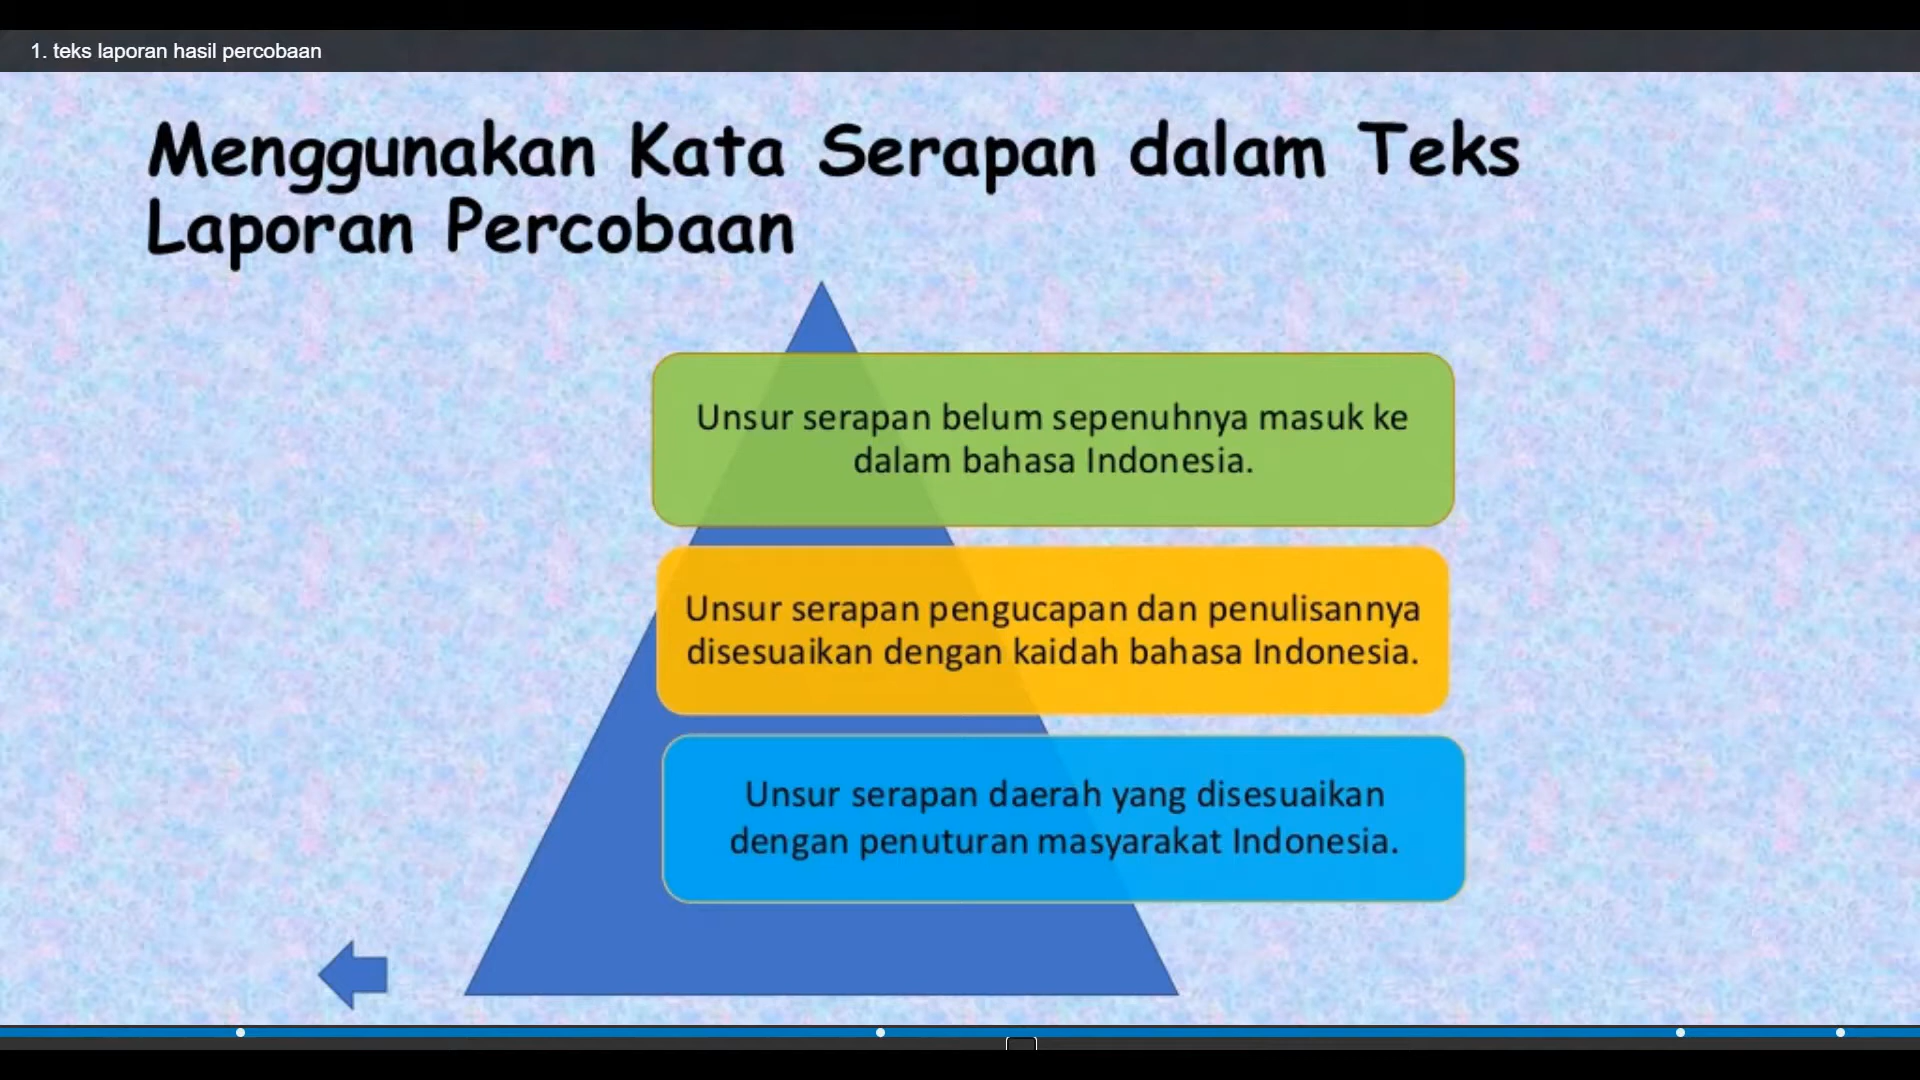 1. teks laporan hasil percobaan
Menggunakan Kata Serapan dalam Teks
Laporan Percobaan
Unsur serapan belum sepenuhnya masuk ke
dalam bahasa Indonesia.
Unsur serapan pengucapan dan penulisannya
disesuaikan dengan kaidah bahasa Indonesia.
Unsur serapan daerah yang disesuaikan
dengan penuturan masyarakat Indonesia.